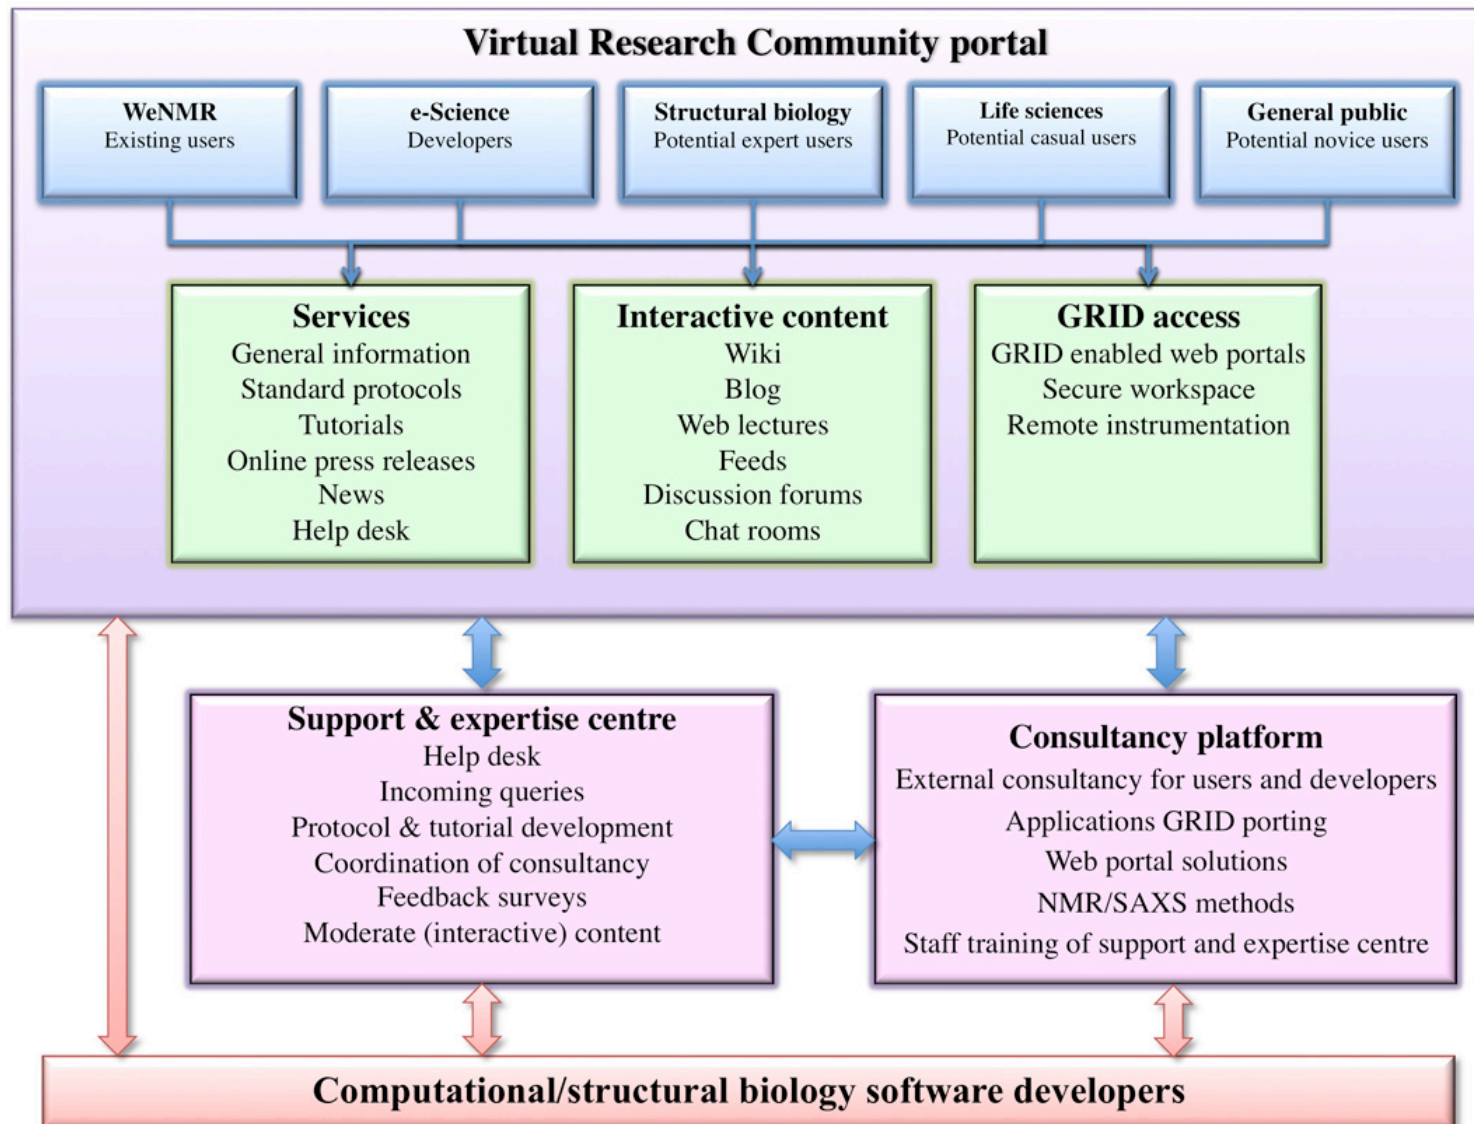 Virtual Research Community portal
WeNMR
Existing users
e-Science
Developers
Structural biology
Potential expert users
Life sciences
Potential casual users
General public
Potential novice users
Services
General information
Standard protocols
Tutorials
Online press releases
News
Help desk
Interactive content
Wiki
Blog
Web lectures
Feeds
Discussion forums
Chat rooms
GRID access
GRID enabled web portals
Secure workspace
Remote instrumentation
Support & expertise centre
Help desk
Incoming queries
Protocol & tutorial development
Coordination of consultancy
Feedback surveys
Moderate (interactive) content
Consultancy platform
External consultancy for users and developers
Applications GRID porting
Web portal solutions
NMR/SAXS methods
Staff training of support and expertise centre
Computational/structural biology software developers